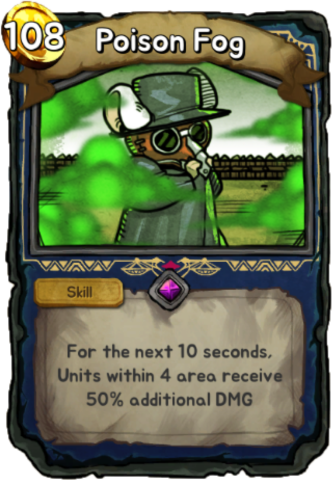 108
Poison Fog
Skill
For the next 10 seconds,
Units within 4 area receive
50% additional DMG